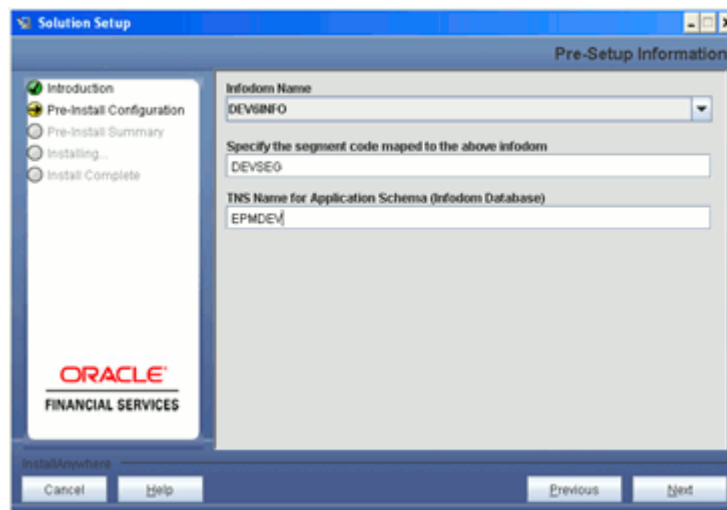 Solution Setup
Pre-Setup Information
Introduction
Pre-Install Configuration
Pre-Install Summary
Installing...
Install Complete
Infodom Name
DEV6INFO
Specify the segment code maped to the above infodom
DEVSEG
TNS Name for Application Schema (Infodom Database)
EPMDEV
ORACLE
FINANCIAL SERVICES
InstallAnywhere
Cancel
Help
Previous
Next